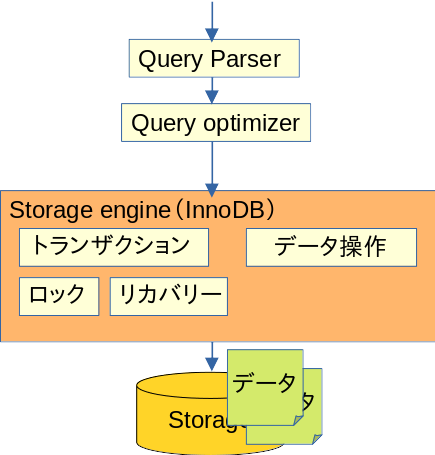 Query Parser
Query optimizer
Storage engine（InnoDB）
トランザクション
データ操作
ロック
リカバリー
データ
Storage
タ